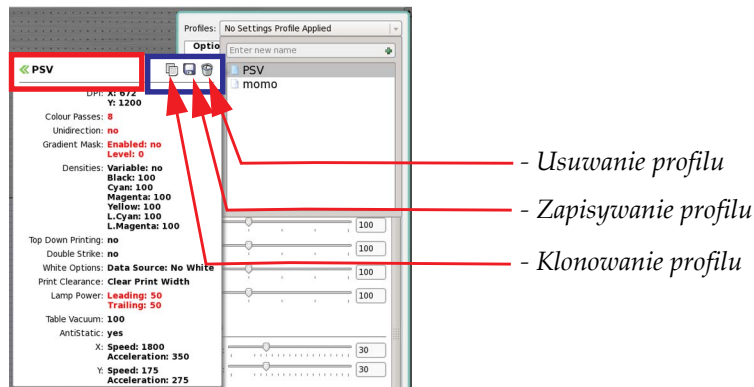 Profiles: No Settings Profile Applied
Optio
Enter new name
« PSV
PSV
momo
DPI: X: 672
Y: 1200
Colour Passes: 8
Unidirection: no
Gradient Mask: Enabled: no
Level: 0
Densities: Variable: no
Black: 100
Cyan: 100
Magenta: 100
Yellow: 100
L.Cyan: 100
L.Magenta: 100
Top Down Printing: no
Double Strike: no
White Options: Data Source: No White
Print Clearance: Clear Print Width
Lamp Power: Leading: 50
Trailing: 50
Table Vacuum: 100
AntiStatic: yes
X: Speed: 1800
Acceleration: 350
Y: Speed: 175
Acceleration: 275
100
100
100
100
30
30
- Usuwanie profilu
- Zapisywanie profilu
- Klonowanie profilu